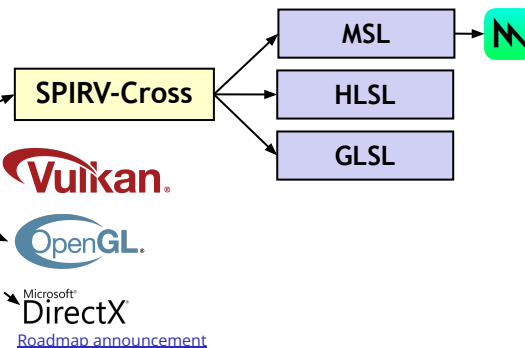 MSL
SPIRV-Cross
HLSL
GLSL
Vulkan.
OpenGL.
Microsoft®
DirectX®
Roadmap announcement